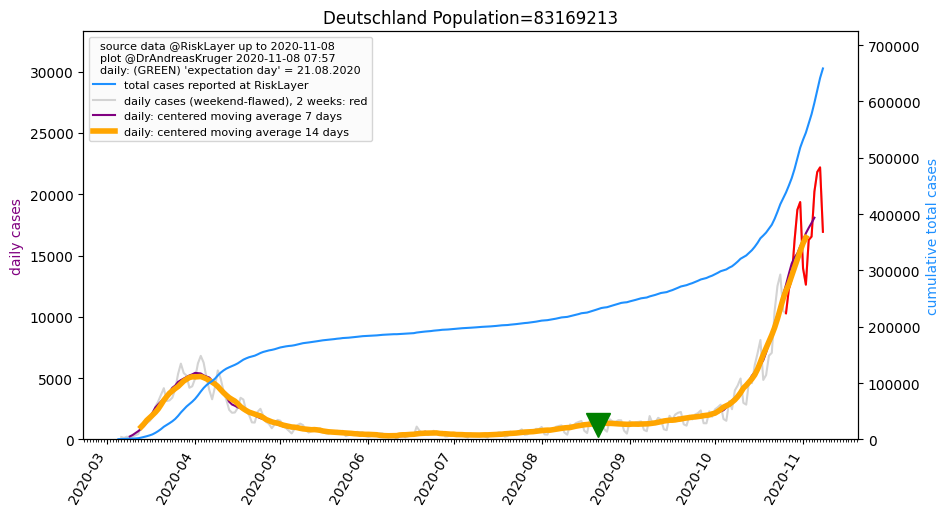 Deutschland Population=83169213
source data @RiskLayer up to 2020-11-08
plot @DrAndreasKruger 2020-11-08 07:57
daily: (GREEN) 'expectation day' = 21.08.2020
total cases reported at RiskLayer
daily cases (weekend-flawed), 2 weeks: red
daily: centered moving average 7 days
daily: centered moving average 14 days
daily cases
30000
25000
20000
15000
10000
5000
0
700000
600000
500000
400000
300000
200000
100000
0
cumulative total cases
2020-03
2020-04
2020-05
2020-06
2020-07
2020-08
2020-09
2020-10
2020-11